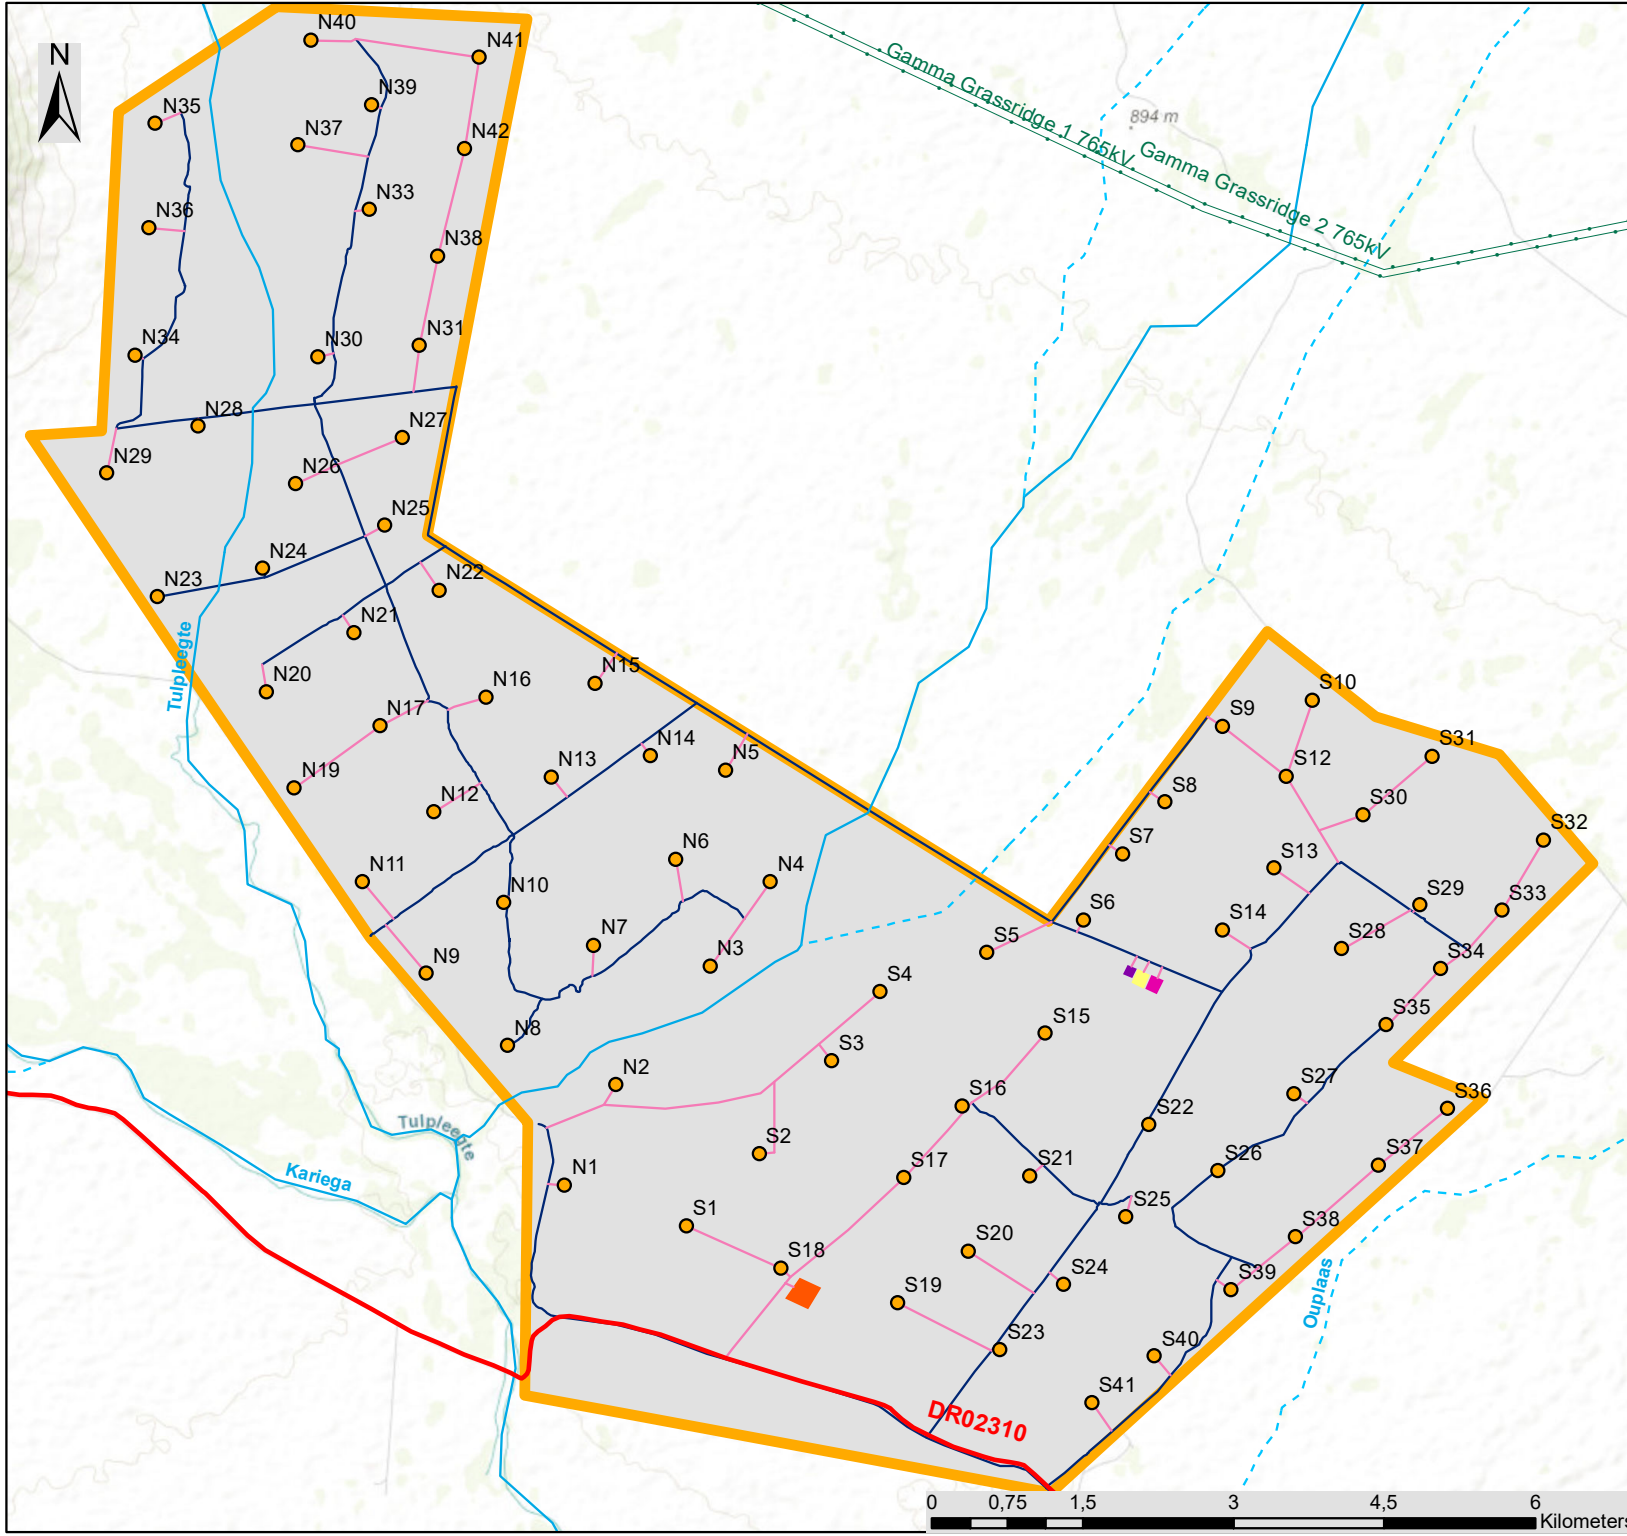 N
N40
N41
N39
N35
N37
N42
N33
N36
N38
N34
N30
N31
N28
N27
N29
N26
N25
N24
N23
N22
N21
N20
N15
N16
N17
N14
N5
N13
N19
N12
N6
N4
N11
N10
N7
N3
N9
N8
N2
N1
Gamma Grassridge 1 765kV
894 m
Gamma Grassridge 2 765kV
Tulpleegte
Tulpleegte
Kariega
Ouplaas
DR02310
S10
S9
S31
S12
S8
S30
S32
S7
S13
S29
S33
S6
S14
S28
S5
S34
S4
S15
S35
S3
S16
S27
S36
S22
S2
S17
S21
S26
S37
S1
S25
S38
S18
S20
S24
S39
S19
S23
S40
S41
0 0,75 1,5 3 4,5 6
Kilometers